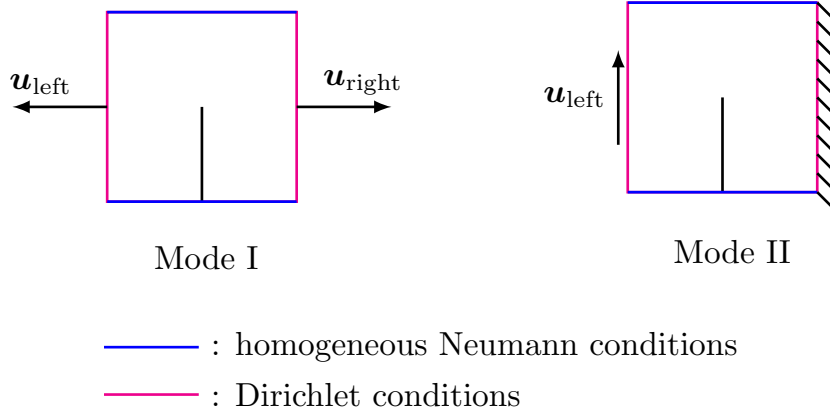 u_left
u_right
u_left
Mode I
Mode II
: homogeneous Neumann conditions
: Dirichlet conditions